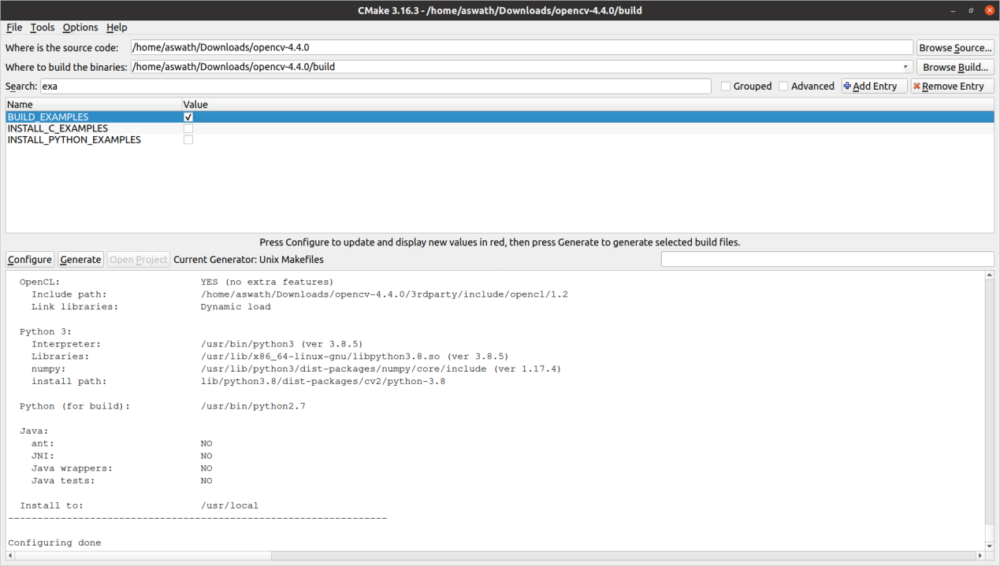 CMake 3.16.3 - /home/aswath/Downloads/opencv-4.4.0/build
File Tools Options Help
Where is the source code: /home/aswath/Downloads/opencv-4.4.0 Browse Source...
Where to build the binaries: /home/aswath/Downloads/opencv-4.4.0/build Browse Build...
Search: exa Grouped Advanced Add Entry Remove Entry
Name Value
BUILD_EXAMPLES
INSTALL_C_EXAMPLES
INSTALL_PYTHON_EXAMPLES
Press Configure to update and display new values in red, then press Generate to generate selected build files.
Configure Generate Open Project Current Generator: Unix Makefiles
OpenCL: YES (no extra features)
Include path: /home/aswath/Downloads/opencv-4.4.0/3rdparty/include/opencl/1.2
Link libraries: Dynamic load
Python 3:
Interpreter: /usr/bin/python3 (ver 3.8.5)
Libraries: /usr/lib/x86_64-linux-gnu/libpython3.8.so (ver 3.8.5)
numpy: /usr/lib/python3/dist-packages/numpy/core/include (ver 1.17.4)
install path: lib/python3.8/dist-packages/cv2/python-3.8
Python (for build): /usr/bin/python2.7
Java:
ant: NO
JNI: NO
Java wrappers: NO
Java tests: NO
Install to: /usr/local
-----------------------------------------------------------------
Configuring done